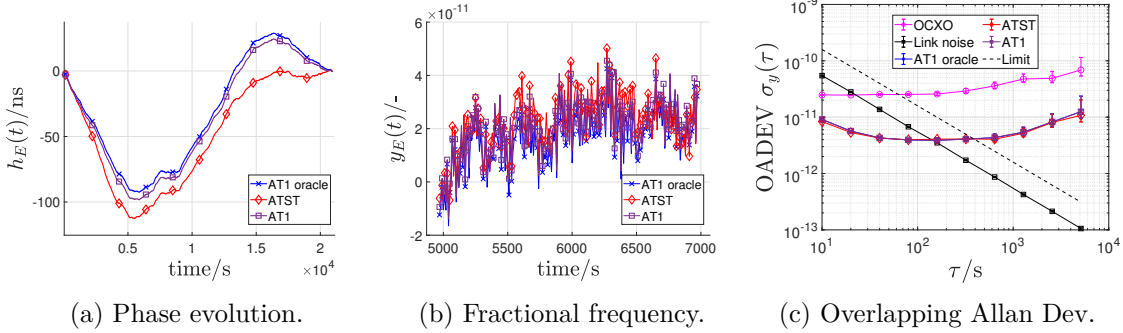 0
-50
-100
h_E(t)/ns
0.5
1
1.5
2
×10^4
time/s
AT1 oracle
ATST
AT1
(a) Phase evolution.
6 ×10^-11
4
2
0
-2
y_E(t)/-
5000 5500 6000 6500 7000
time/s
AT1 oracle
ATST
AT1
(b) Fractional frequency.
10^-9
10^-10
10^-11
10^-12
10^-13
OADEV σ_y(τ)
10^1 10^2 10^3 10^4
τ/s
OCXO
Link noise
AT1 oracle
ATST
AT1
Limit
(c) Overlapping Allan Dev.